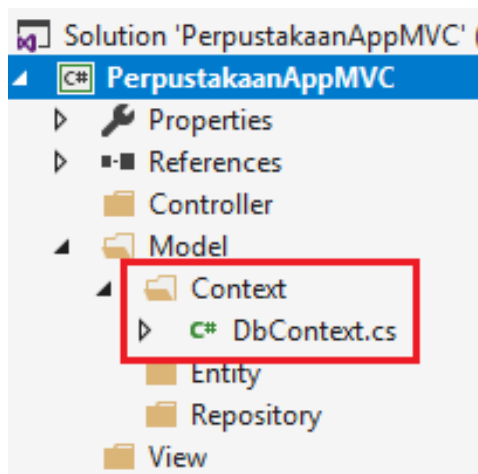 Solution 'PerpustakaanAppMVC' (
C# PerpustakaanAppMVC
Properties
References
Controller
Model
Context
C# DbContext.cs
Entity
Repository
View